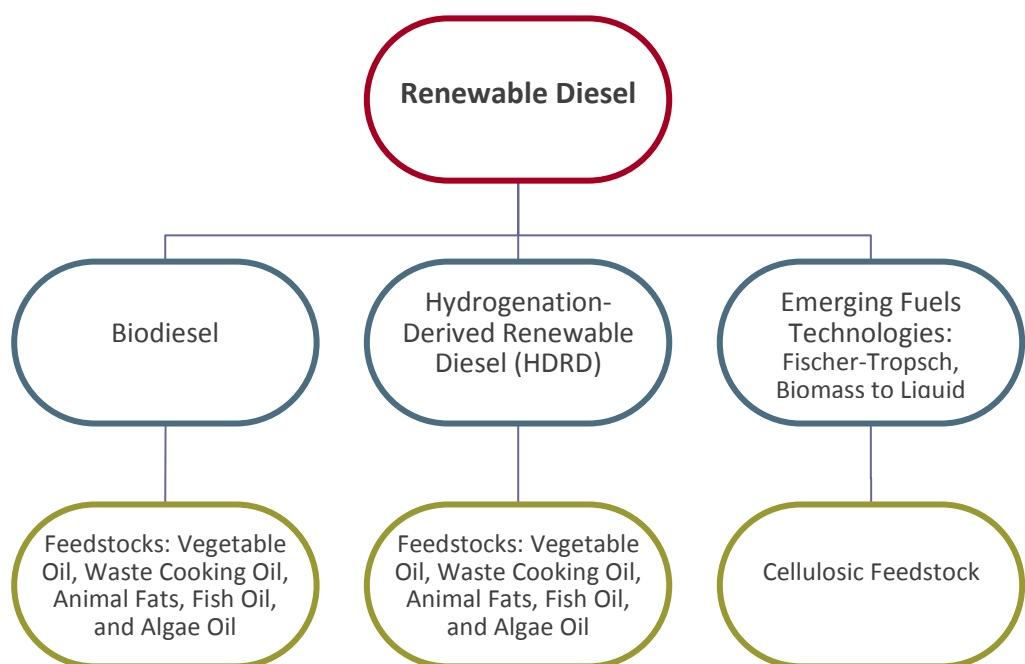 Renewable Diesel
Biodiesel
Hydrogenation-
Derived Renewable
Diesel (HDRD)
Emerging Fuels
Technologies:
Fischer-Tropsch,
Biomass to Liquid
Feedstocks: Vegetable
Oil, Waste Cooking Oil,
Animal Fats, Fish Oil,
and Algae Oil
Feedstocks: Vegetable
Oil, Waste Cooking Oil,
Animal Fats, Fish Oil,
and Algae Oil
Cellulosic Feedstock